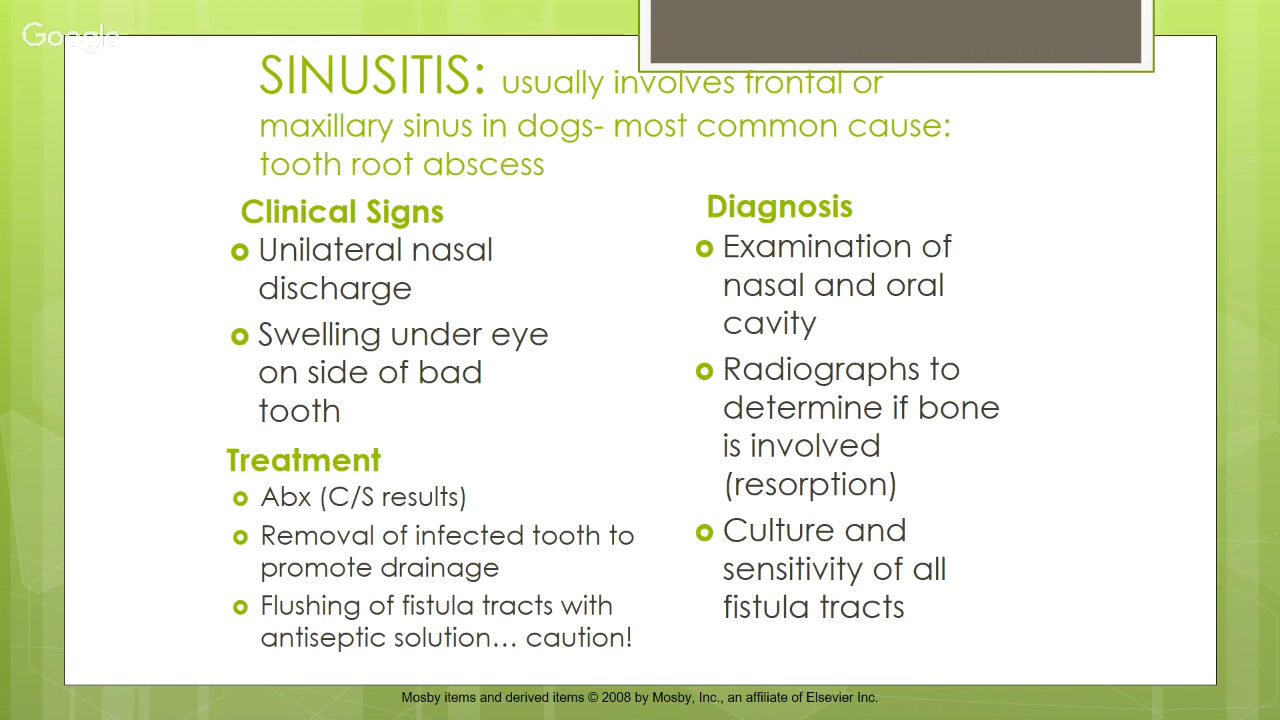 Google
SINUSITIS: usually involves frontal or
maxillary sinus in dogs- most common cause:
tooth root abscess
Clinical Signs
Unilateral nasal
discharge
Swelling under eye
on side of bad
tooth
Treatment
Abx (C/S results)
Removal of infected tooth to
promote drainage
Flushing of fistula tracts with
antiseptic solution... caution!
Diagnosis
Examination of
nasal and oral
cavity
Radiographs to
determine if bone
is involved
(resorption)
Culture and
sensitivity of all
fistula tracts
Mosby items and derived items © 2008 by Mosby, Inc., an affiliate of Elsevier Inc.